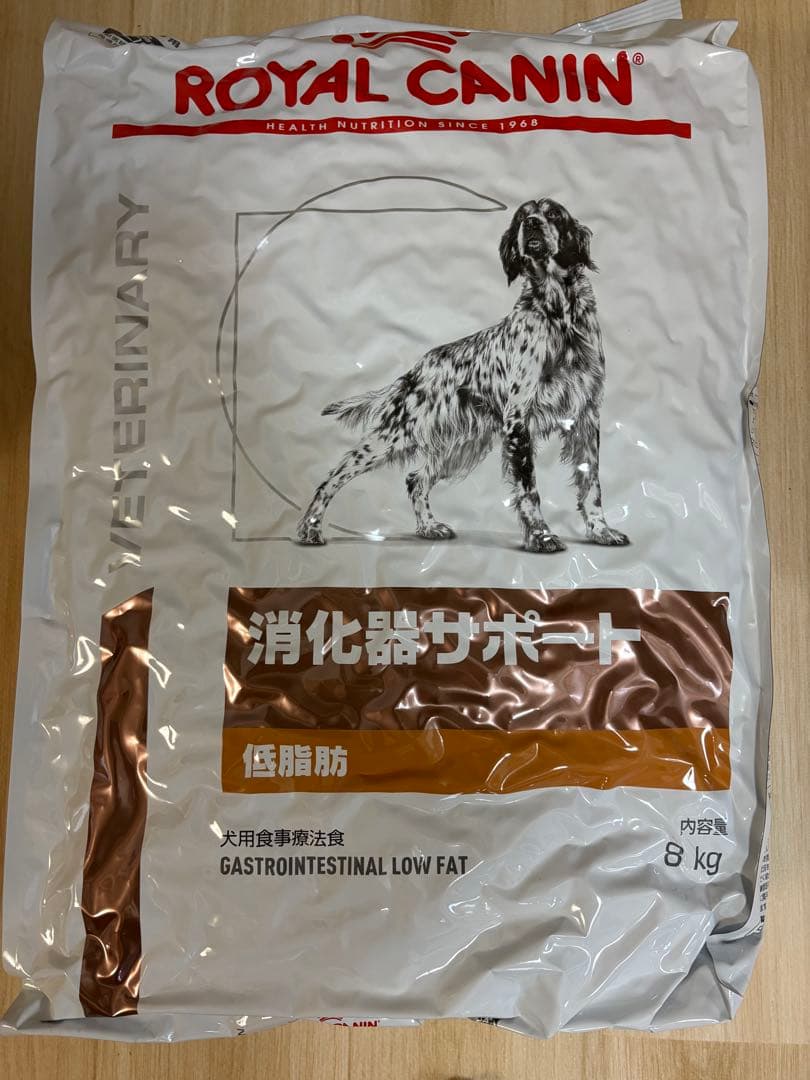 ROYAL CANIN®
HEALTH NUTRITION SINCE 1968
VETERINARY
消化器サポート
低脂肪
犬用食事療法食
GASTROINTESTINAL LOW FAT
内容量
8 kg